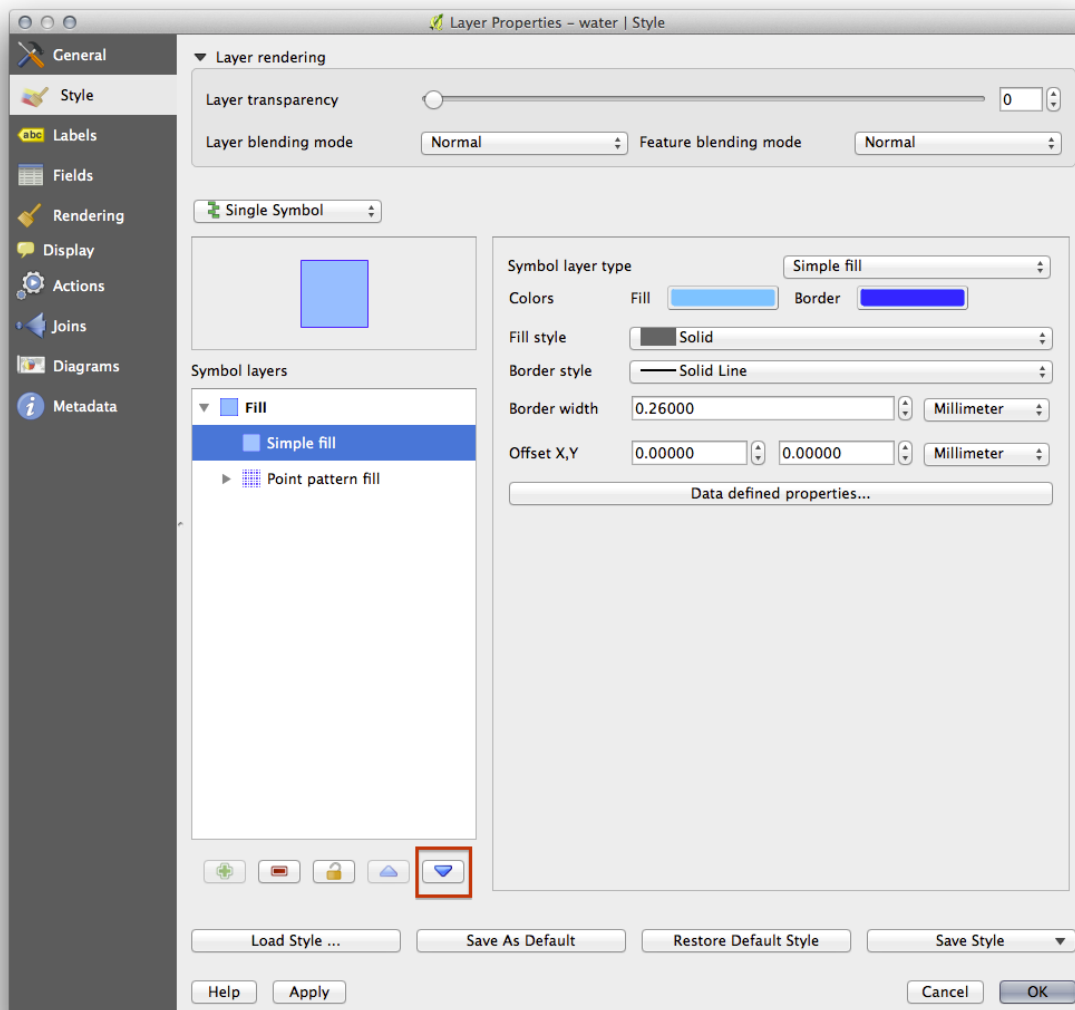 Layer Properties – water | Style
General
Style
abc Labels
Fields
Rendering
Display
Actions
Joins
Diagrams
i Metadata
Layer rendering
Layer transparency 0
Layer blending mode Normal Feature blending mode Normal
Single Symbol
Symbol layers
Fill
Simple fill
Point pattern fill
Symbol layer type Simple fill
Colors Fill Border
Fill style Solid
Border style Solid Line
Border width 0.26000 Millimeter
Offset X,Y 0.00000 0.00000 Millimeter
Data defined properties...
Load Style ... Save As Default Restore Default Style Save Style
Help Apply Cancel OK